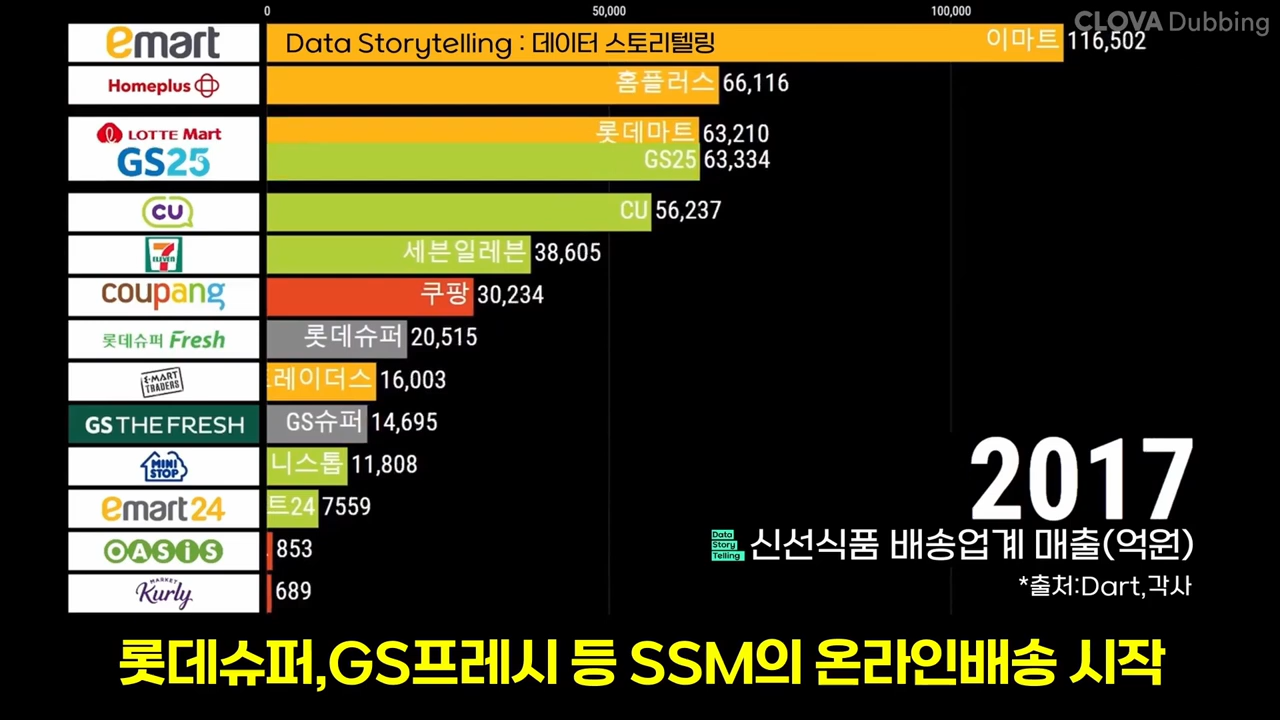 0 50,000 100,000
CLOVA Dubbing
emart Data Storytelling : 데이터 스토리텔링 이마트 116,502
Homeplus 홈플러스 66,116
LOTTE Mart 롯데마트 63,210
GS25 GS25 63,334
CU CU 56,237
7 ELEVEN 세븐일레븐 38,605
coupang 쿠팡 30,234
롯데슈퍼 Fresh 롯데슈퍼 20,515
E·MART TRADERS 레이더스 16,003
GS THE FRESH GS슈퍼 14,695
MINI STOP 니스톱 11,808
emart24 트24 7559
OASIS 853
MARKET Kurly 689
2017
Data Story Telling 신선식품 배송업계 매출(억원)
*출처:Dart,각사
롯데슈퍼,GS프레시 등 SSM의 온라인배송 시작